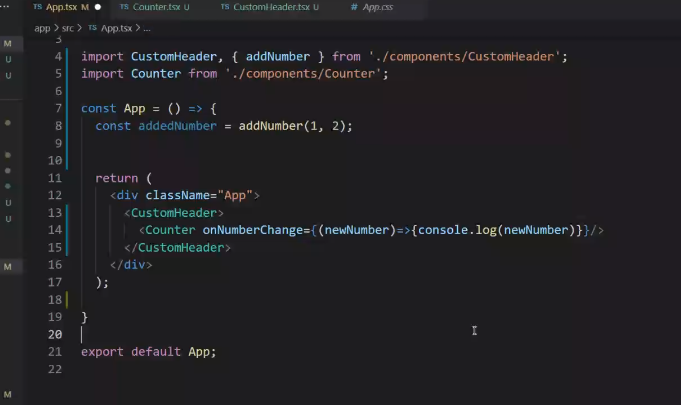 App.tsx M
TS Counter.tsx U
TS CustomHeader.tsx U
# App.css
app > src > App.tsx > ...
3
4 import CustomHeader, { addNumber } from './components/CustomHeader';
5 import Counter from './components/Counter';
6
7 const App = () => {
8 const addedNumber = addNumber(1, 2);
9
10
11 return (
12 <div className="App">
13 <CustomHeader>
14 <Counter onNumberChange={(newNumber)=>{console.log(newNumber)}}/>
15 </CustomHeader>
16 </div>
17 );
18
19 }
20
21 export default App;
22
M
U
U
U
U
M
M